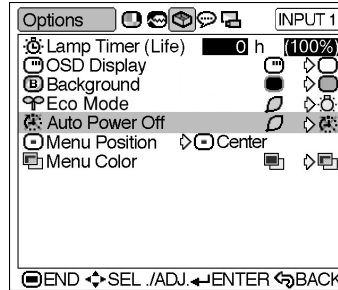 Options INPUT 1
Lamp Timer (Life) 0 h (100%)
OSD Display
B Background
Eco Mode
Auto Power Off
Menu Position Center
Menu Color
END SEL ./ADJ. ENTER BACK